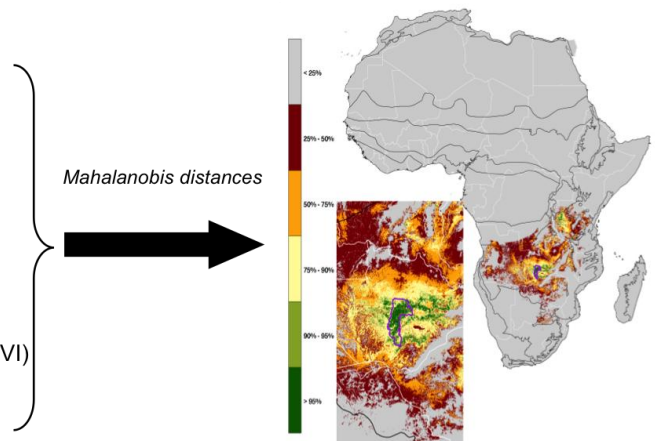 Mahalanobis distances
VI)
< 25%
25% - 50%
50% - 75%
75% - 90%
90% - 95%
> 95%